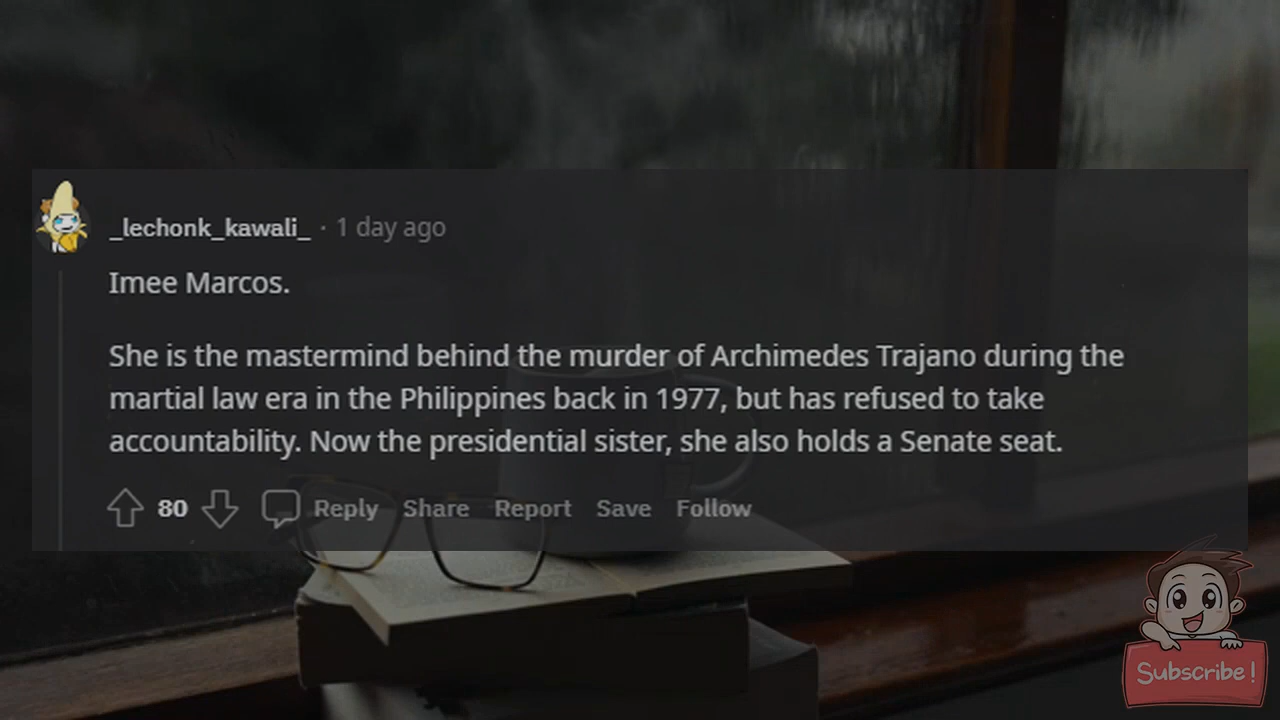 _lechonk_kawali_ · 1 day ago
Imee Marcos.
She is the mastermind behind the murder of Archimedes Trajano during the
martial law era in the Philippines back in 1977, but has refused to take
accountability. Now the presidential sister, she also holds a Senate seat.
80 Reply Share Report Save Follow
Subscribe!